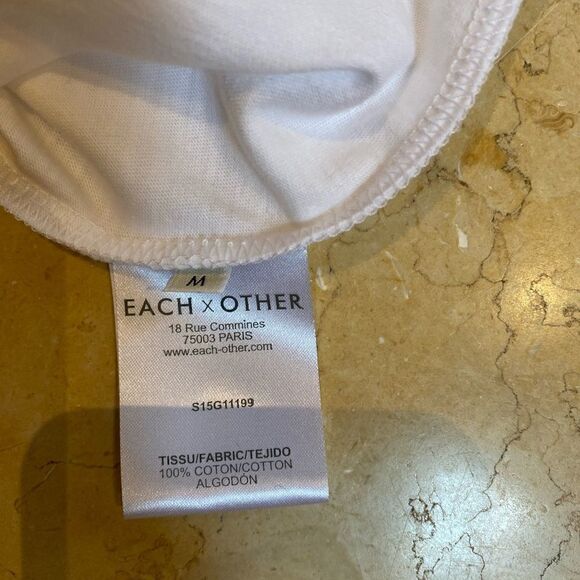 M
EACH x OTHER
18 Rue Commines
75003 PARIS
www.each-other.com
S15G11199
TISSU/FABRIC/TEJIDO
100% COTON/COTTON
ALGODÓN